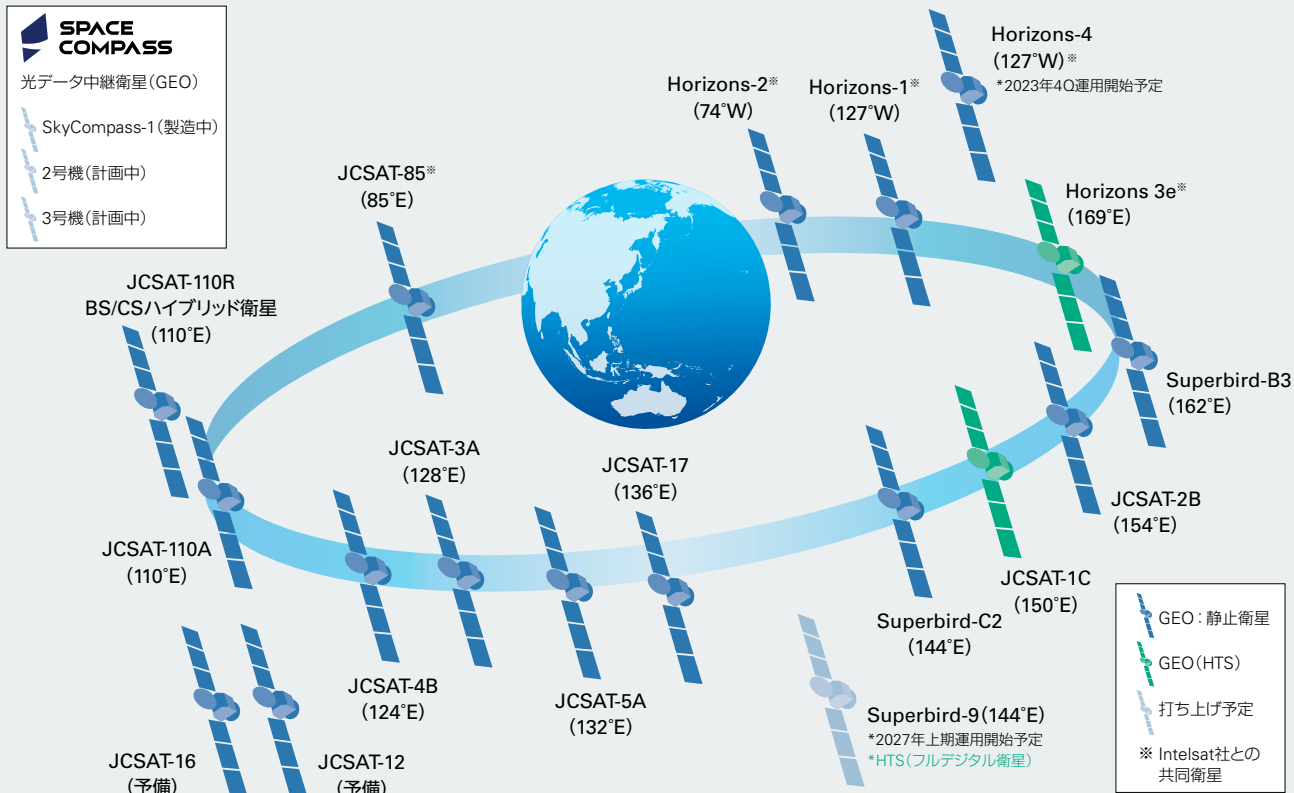 SPACE
COMPASS
光データ中継衛星(GEO)
SkyCompass-1(製造中)
2号機(計画中)
3号機(計画中)
Horizons-4
(127°W)※
*2023年4Q運用開始予定
Horizons-2※
(74°W)
Horizons-1※
(127°W)
JCSAT-85※
(85°E)
Horizons 3e※
(169°E)
JCSAT-110R
BS/CSハイブリッド衛星
(110°E)
Superbird-B3
(162°E)
JCSAT-3A
(128°E)
JCSAT-17
(136°E)
JCSAT-2B
(154°E)
JCSAT-110A
(110°E)
JCSAT-1C
(150°E)
Superbird-C2
(144°E)
JCSAT-4B
(124°E)
JCSAT-5A
(132°E)
Superbird-9(144°E)
*2027年上期運用開始予定
*HTS(フルデジタル衛星)
JCSAT-16
(予備)
JCSAT-12
(予備)
GEO:静止衛星
GEO(HTS)
打ち上げ予定
※ Intelsat社との
共同衛星